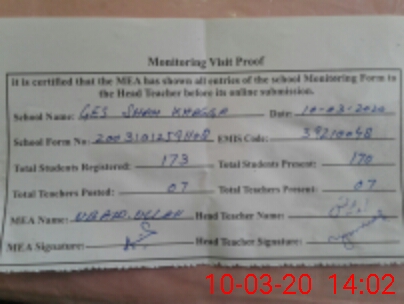 Monitoring Visit Proof
it is certified that the MEA has shown all entries of the school Monitoring Form to
the Head Teacher before its online submission.
School Name: GES SHAH Date: 10-03-2020
School Form No: EMIS Code: 39210048
Total Students Registered: 173 Total Students Present: 170
Total Teachers Posted: 07 Total Teachers Present: 07
MEA Name: UBAID ULLAH Head Teacher Name:
MEA Signature: Head Teacher Signature:
10-03-20 14:02